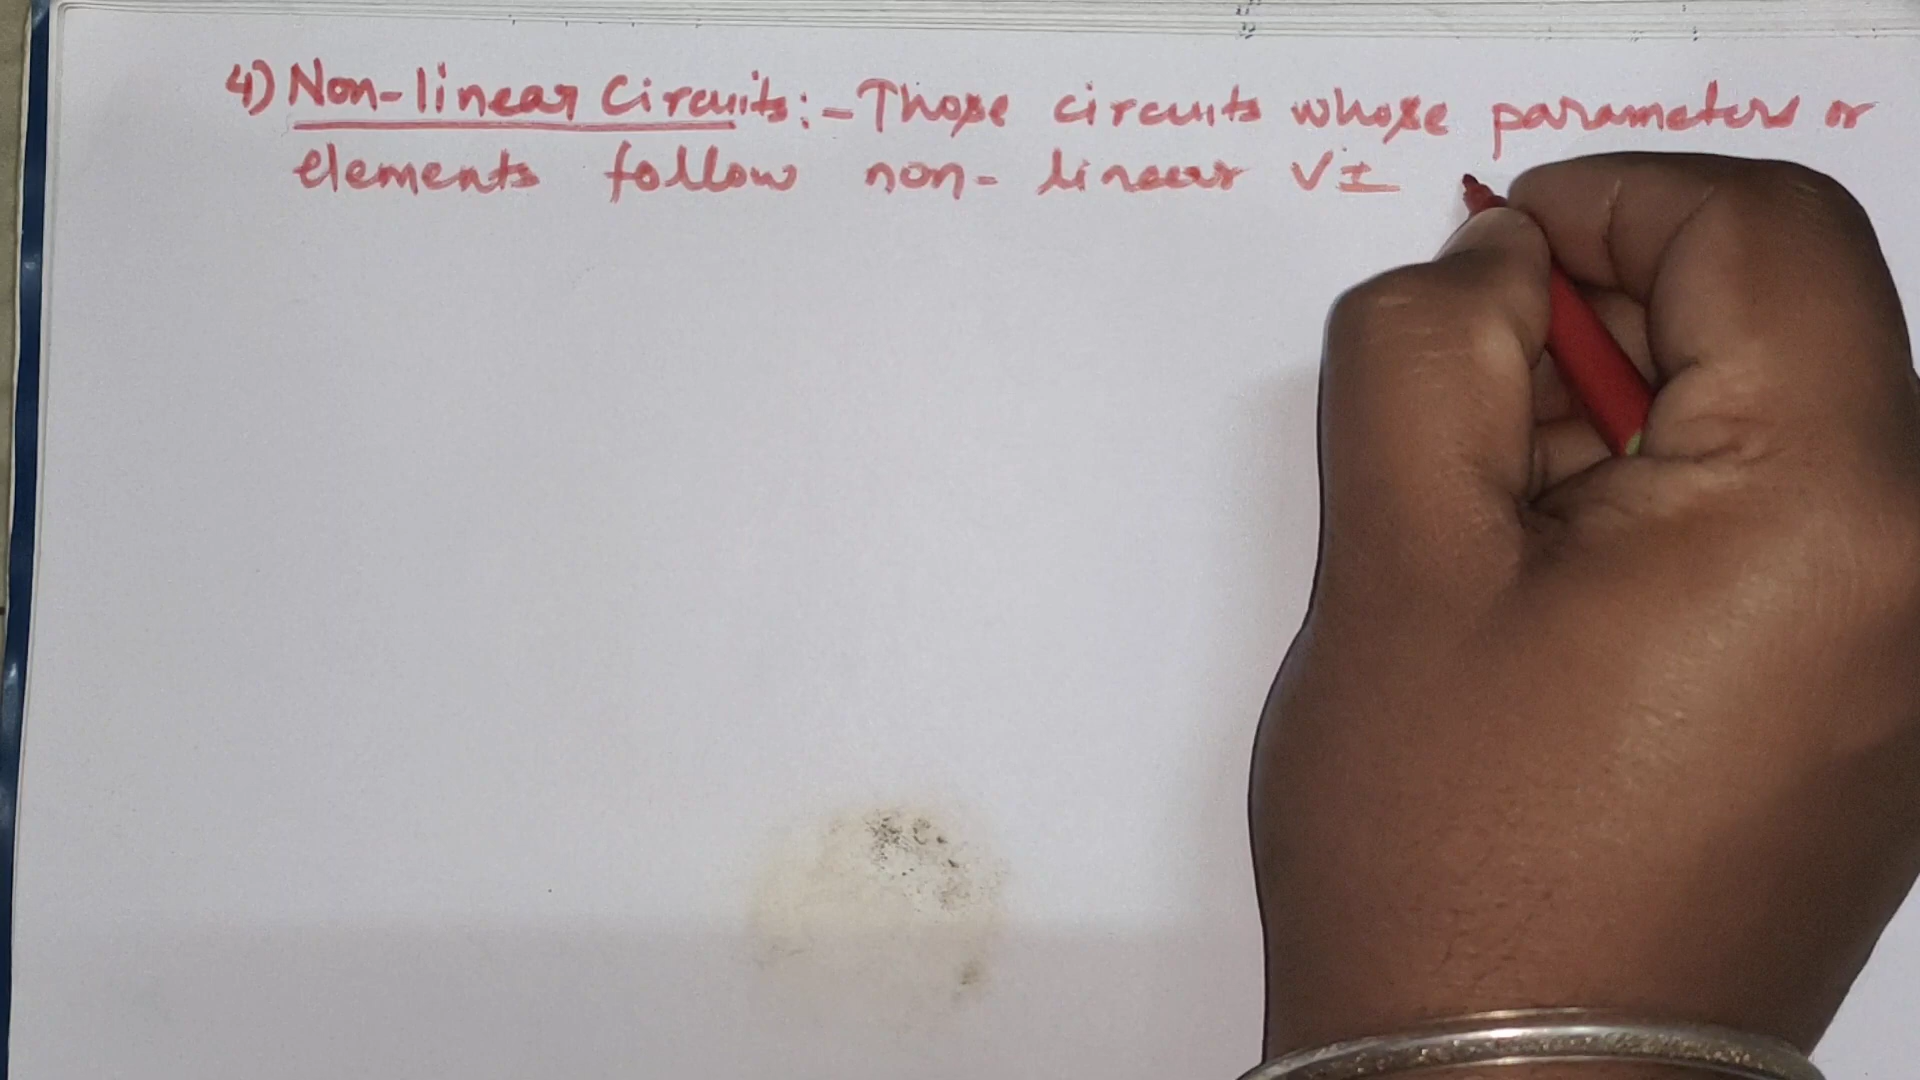 4) Non-linear Circuits:- Those circuits whose parameters or
elements follow non-linear VI